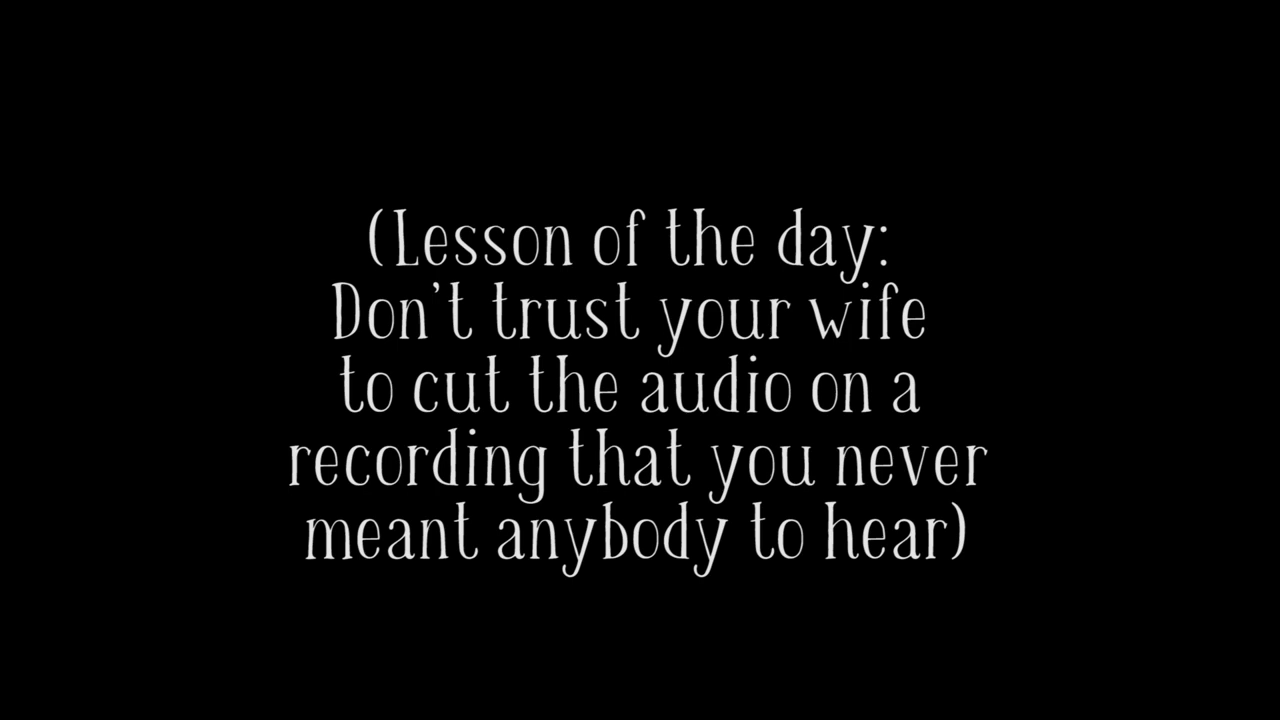 (Lesson of the day:
Don't trust your wife
to cut the audio on a
recording that you never
meant anybody to hear)